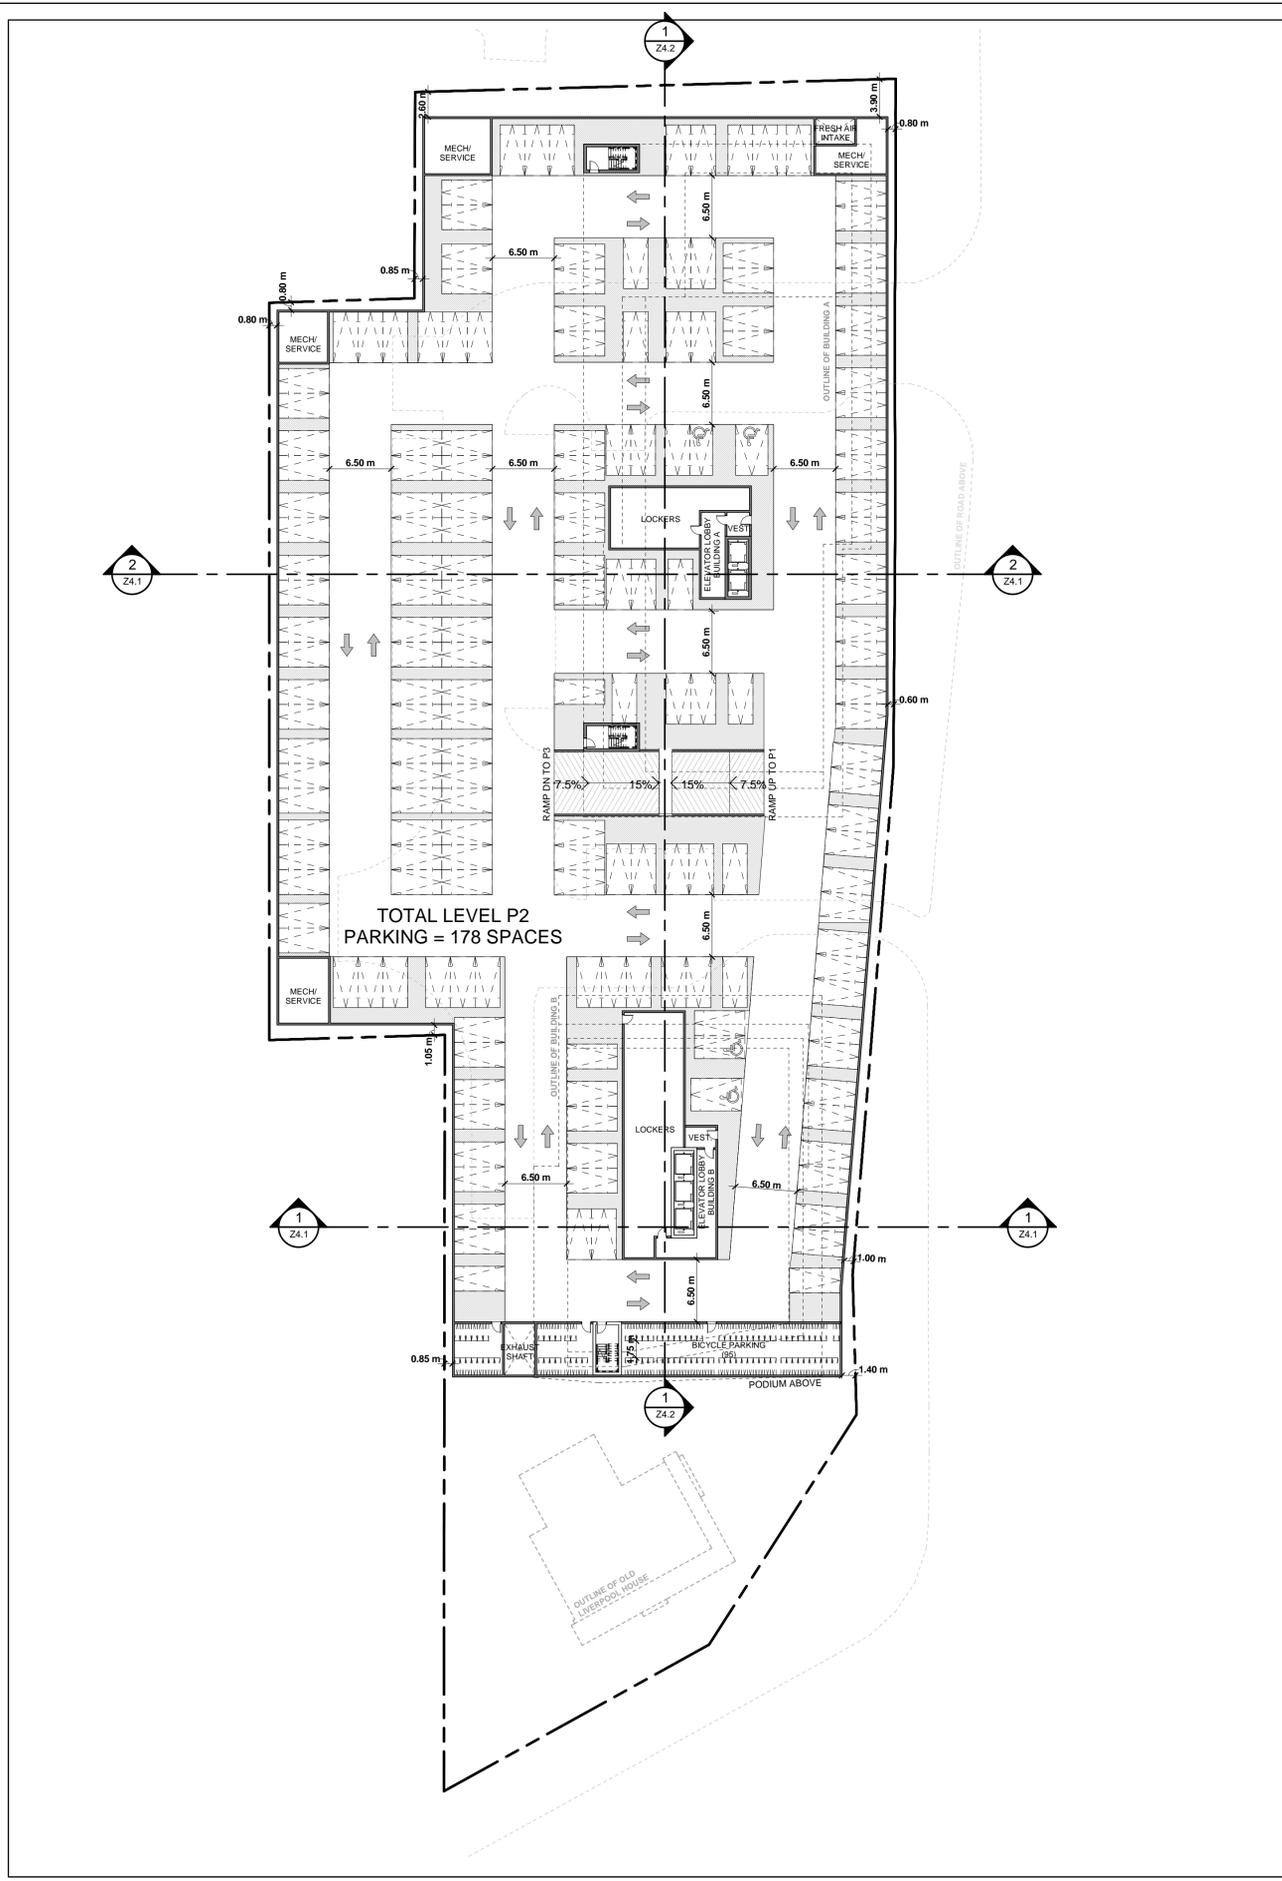 1
Z4.2
2.60 m
3.90 m
0.80 m
MECH/
SERVICE
FRESH AIR
INTAKE
MECH/
SERVICE
6.50 m
6.50 m
0.85 m
0.80 m
0.80 m
MECH/
SERVICE
OUTLINE OF BUILDING A
6.50 m
6.50 m
6.50 m
6.50 m
OUTLINE OF ROAD ABOVE
LOCKERS
VEST.
ELEVATOR LOBBY
BUILDING A
2
Z4.1
2
Z4.1
6.50 m
0.60 m
RAMP DN TO P3
7.5%
15%
15%
7.5%
RAMP UP TO P1
TOTAL LEVEL P2
PARKING = 178 SPACES
6.50 m
MECH/
SERVICE
OUTLINE OF BUILDING B
1.05 m
LOCKERS
VEST.
ELEVATOR LOBBY
BUILDING B
6.50 m
6.50 m
1
Z4.1
1
Z4.1
1.00 m
6.50 m
EXHAUST
SHAFT
1.75 m
BICYCLE PARKING
(95)
0.85 m
1.40 m
PODIUM ABOVE
1
Z4.2
OUTLINE OF OLD
LIVERPOOL HOUSE